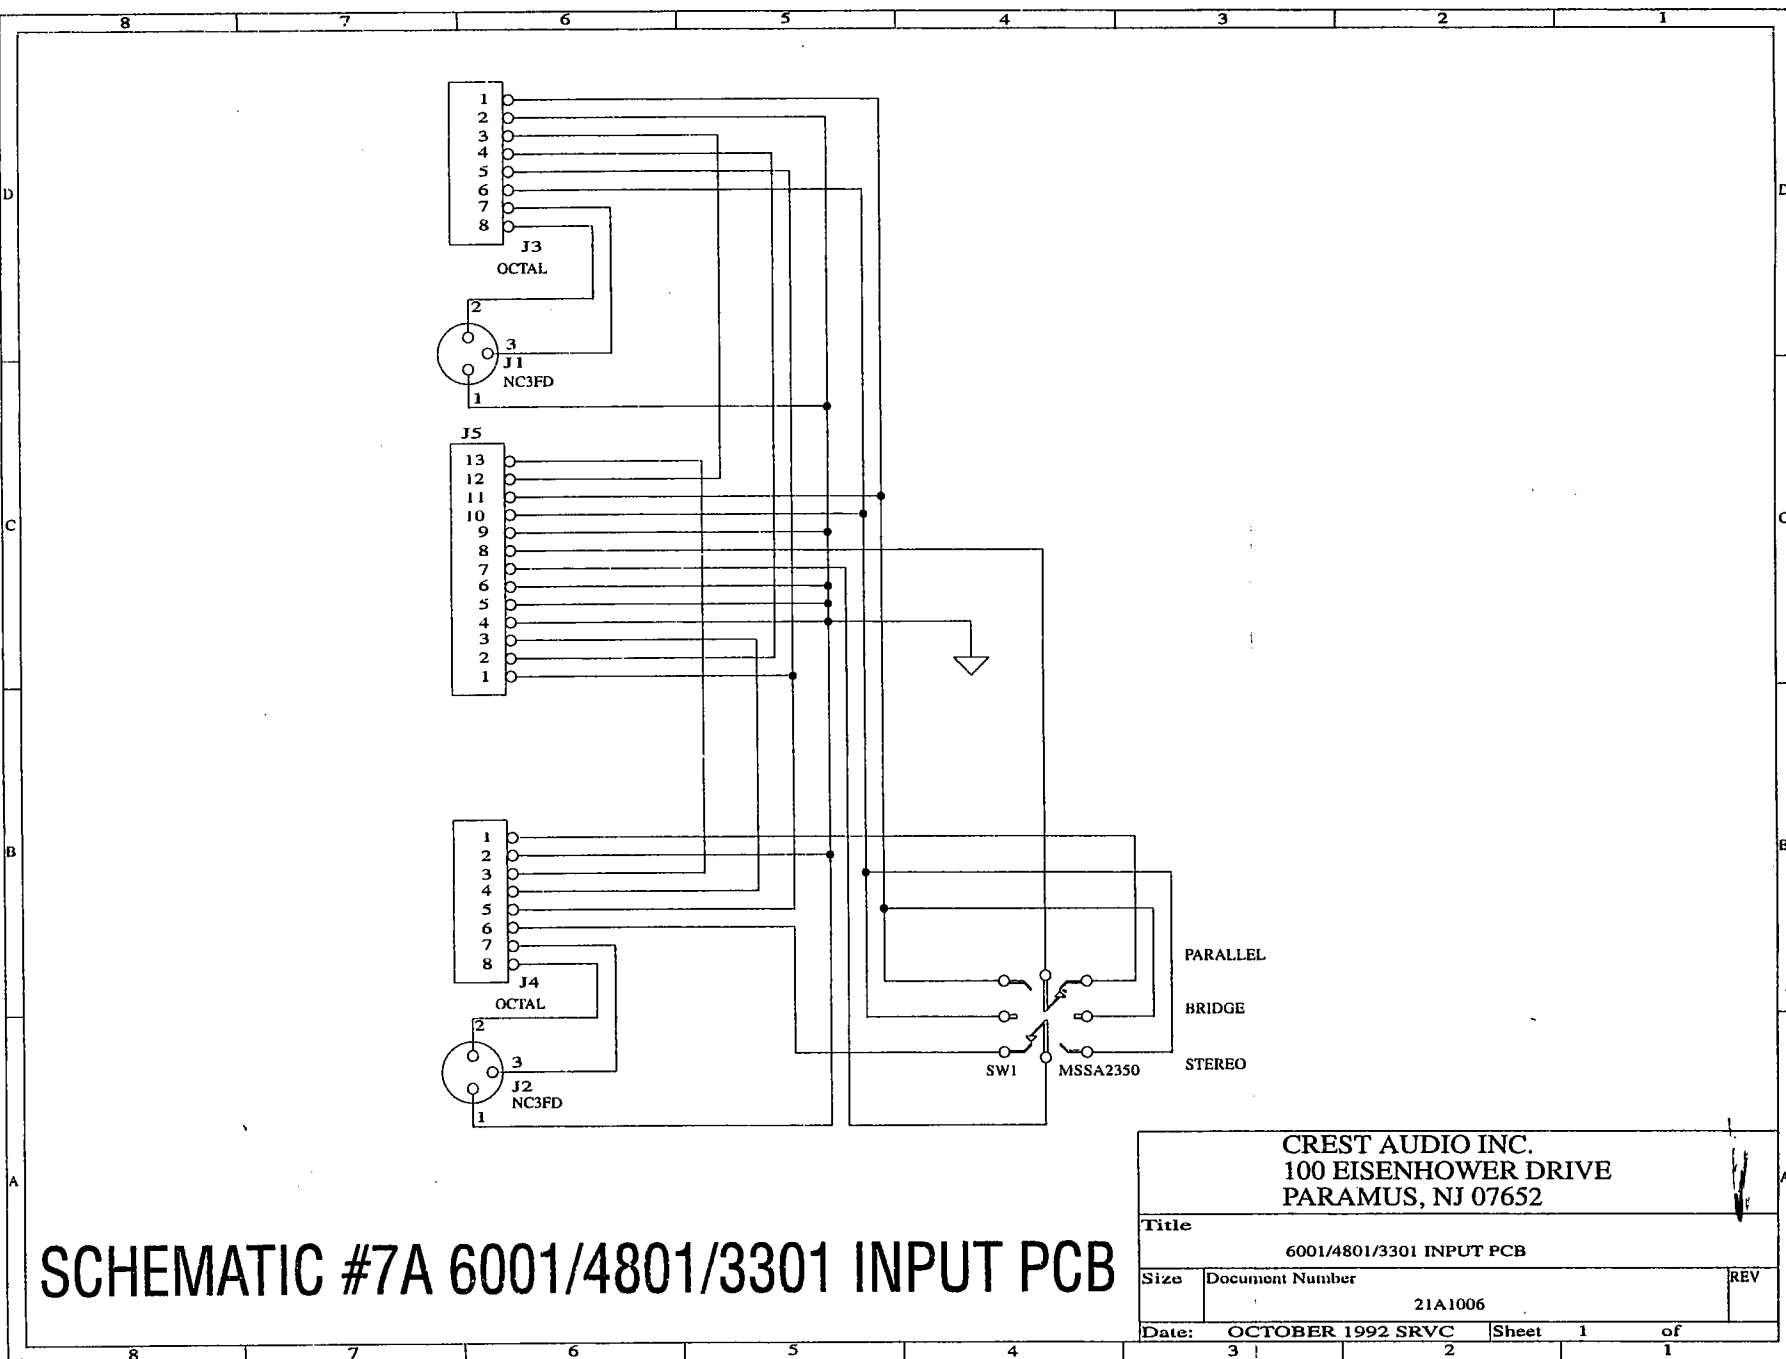 8 7 6 5 4 3 2 1
1
2
3
4
5
6
7
8
J3
OCTAL
D D
2
3
J1
NC3FD
1
J5
13
12
11
10
9
8
7
6
5
4
3
2
1
C C
1
2
3
4
5
6
7
8
J4
OCTAL
B B
2
3
J2
NC3FD
1
PARALLEL
BRIDGE
STEREO
SW1 MSSA2350
A A
SCHEMATIC #7A 6001/4801/3301 INPUT PCB
CREST AUDIO INC.
100 EISENHOWER DRIVE
PARAMUS, NJ 07652
Title
6001/4801/3301 INPUT PCB
Size Document Number REV
21A1006
Date: OCTOBER 1992 SRVC Sheet 1 of
8 7 6 5 4 3 2 1